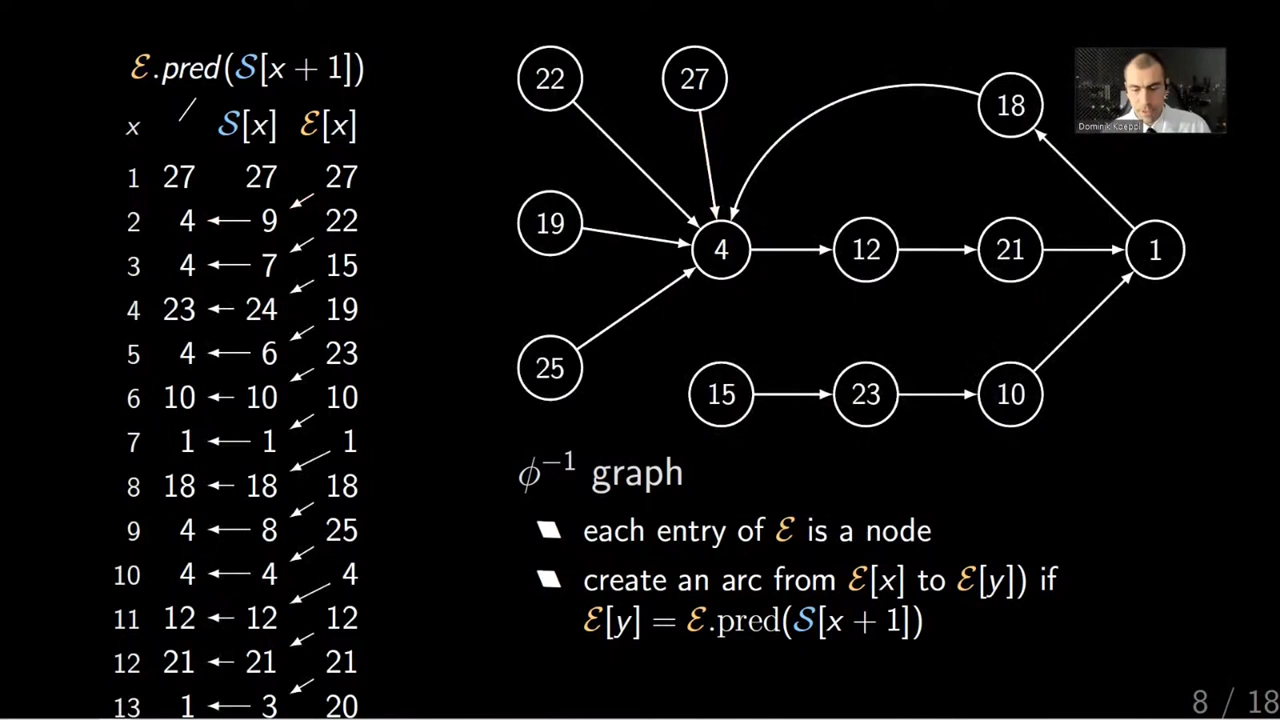 ℰ.pred(𝒮[x + 1])
x 𝒮[x] ℰ[x]
1 27 27 27
2 4 9 22
3 4 7 15
4 23 24 19
5 4 6 23
6 10 10 10
7 1 1 1
8 18 18 18
9 4 8 25
10 4 4 4
11 12 12 12
12 21 21 21
13 1 3 20
22 27 18
19 4 12 21 1
25 15 23 10
Dominik Koeppl
ϕ⁻¹ graph
each entry of ℰ is a node
create an arc from ℰ[x] to ℰ[y]) if
ℰ[y] = ℰ.pred(𝒮[x + 1])
8 / 18